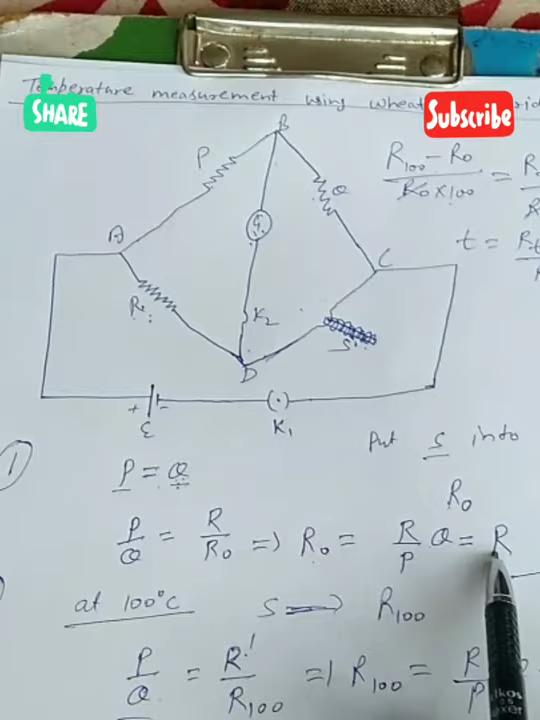 Temperature measurement using wheat
SHARE
Subscribe
B
P
Q
R₁₀₀ - R₀
R₀ × 100
=
G
t =
A
C
R
K₂
S
D
+ -
ε
K₁
1
Put S into
P = Q
R₀
P/Q = R/R₀ => R₀ = R/P Q = R
at 100°C S => R₁₀₀
P/Q = R'/R₁₀₀ => R₁₀₀ =